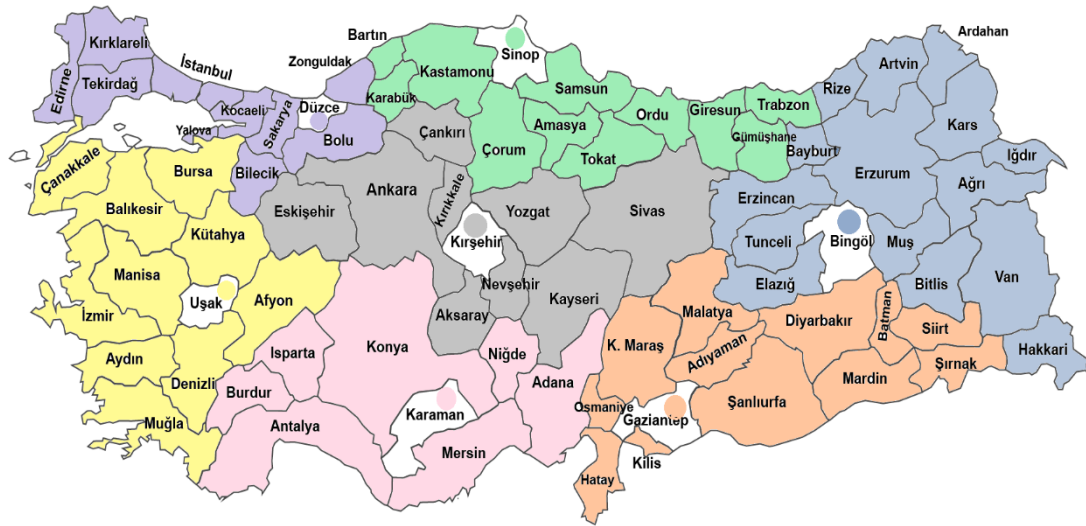 Ardahan
Bartın
Kırklareli
Sinop
İstanbul
Zonguldak
Artvin
Kastamonu
Edirne
Tekirdağ
Samsun
Rize
Karabük
Trabzon
Kocaeli
Düzce
Giresun
Ordu
Kars
Sakarya
Çankırı
Amasya
Yalova
Gümüşhane
Bolu
Bayburt
Iğdır
Çorum
Tokat
Bursa
Çanakkale
Bilecik
Erzurum
Ağrı
Ankara
Kırıkkale
Erzincan
Balıkesir
Eskişehir
Yozgat
Sivas
Kütahya
Kırşehir
Tunceli
Bingöl
Muş
Manisa
Van
Uşak
Afyon
Nevşehir
Elazığ
Bitlis
Kayseri
İzmir
Aksaray
Malatya
Diyarbakır
Batman
Siirt
K. Maraş
Konya
Niğde
Isparta
Adıyaman
Hakkari
Aydın
Şırnak
Adana
Denizli
Burdur
Mardin
Şanlıurfa
Osmaniye
Karaman
Gaziantep
Muğla
Antalya
Mersin
Kilis
Hatay